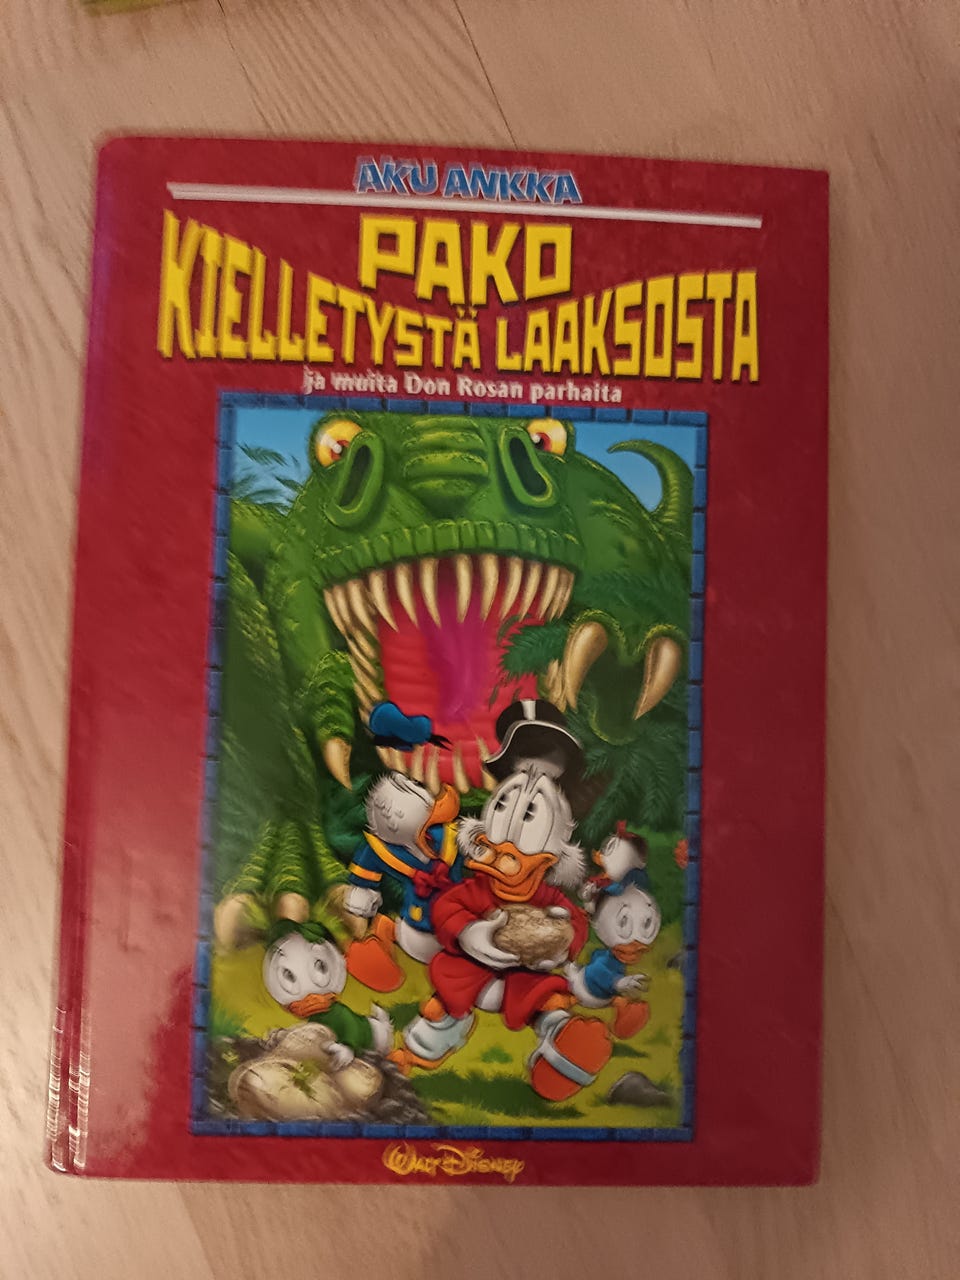 AKU ANKKA
PAKO
KIELLETYSTÄ LAAKSOSTA
ja muita Don Rosan parhaita
WALT DISNEY